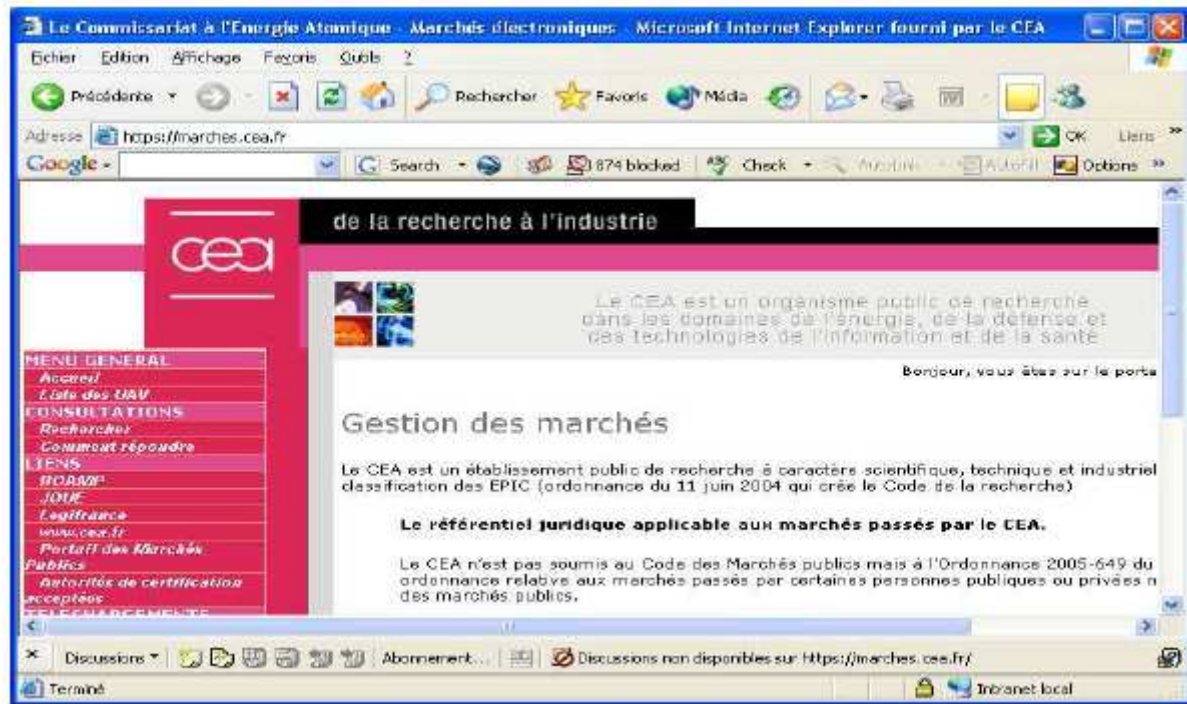 Le Commissariat à l'Energie Atomique - Marchés électroniques - Microsoft Internet Explorer fourni par le CEA
Fichier Edition Affichage Favoris Outils ?
Précédente Rechercher Favoris Média
Adresse https://marches.cea.fr OK Liens »
Google Search 874 blocked Check AutoLink AutoFill Options »
de la recherche à l'industrie
cea
Le CEA est un organisme public de recherche
dans les domaines de l'énergie, de la défense et
des technologies de l'information et de la santé
Bonjour, vous êtes sur le porta
MENU GENERAL
Accueil
Liste des UAV
CONSULTATIONS
Rechercher
Comment répondre
LIENS
BOAMP
JOUE
Legifrance
www.cea.fr
Portail des Marchés
Publics
Autorités de certification
acceptées
TELECHARGEMENTS
Gestion des marchés
Le CEA est un établissement public de recherche à caractère scientifique, technique et industriel
classification des EPIC (ordonnance du 11 juin 2004 qui crée le Code de la recherche)
Le référentiel juridique applicable aux marchés passés par le CEA.
Le CEA n'est pas soumis au Code des Marchés publics mais à l'Ordonnance 2005-649 du
ordonnance relative aux marchés passés par certaines personnes publiques ou privées n
des marchés publics.
Discussions Abonnement... Discussions non disponibles sur https://marches.cea.fr/
Terminé Intranet local